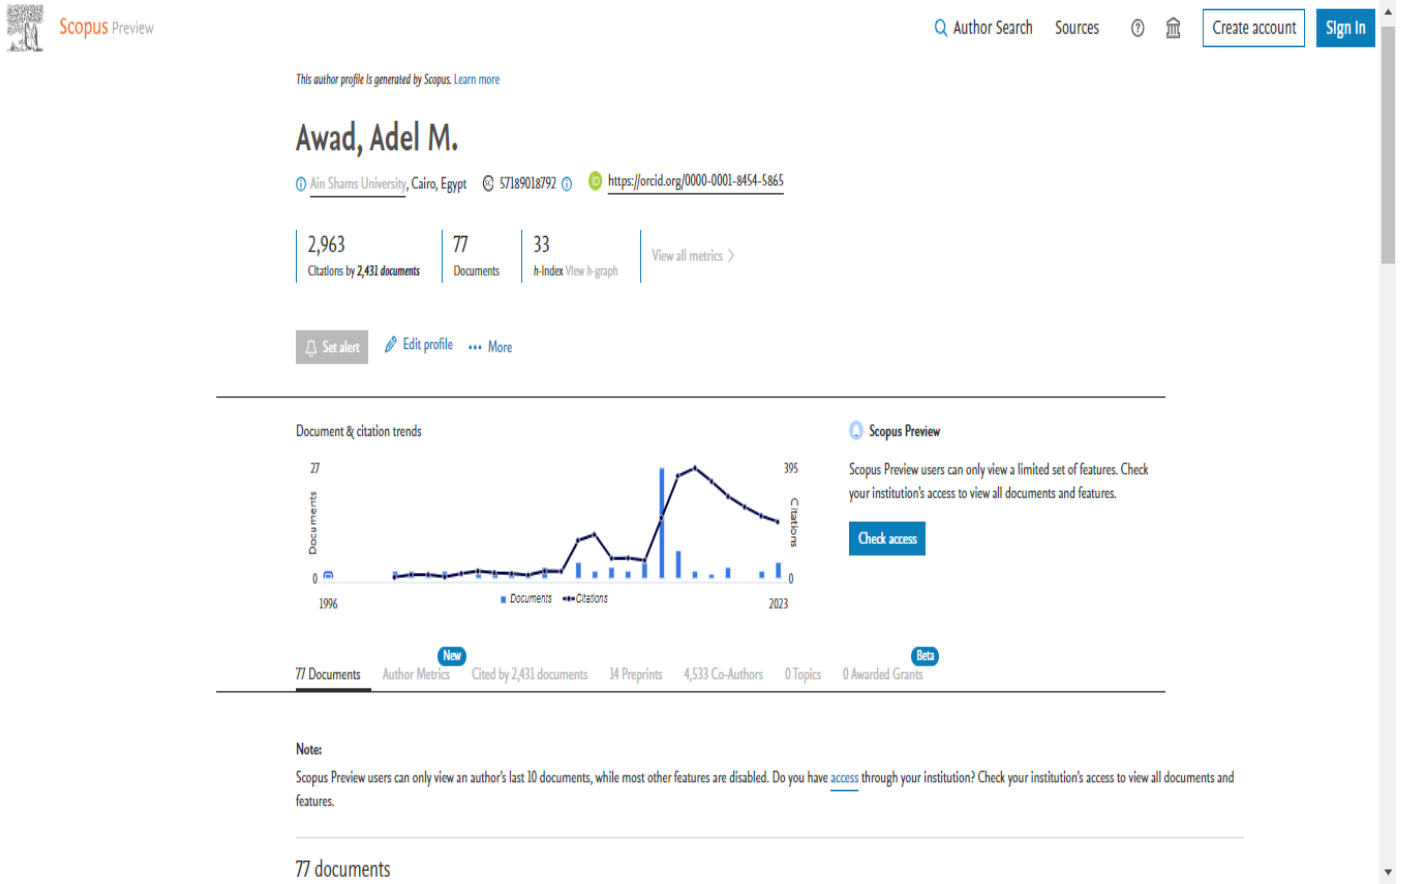 Scopus Preview
Author Search Sources Create account Sign In
This author profile is generated by Scopus. Learn more
Awad, Adel M.
Ain Shams University, Cairo, Egypt 57189018792 https://orcid.org/0000-0001-8454-5865
2,963 77 33
Citations by 2,431 documents Documents h-Index View h-graph
View all metrics
Set alert Edit profile More
Document & citation trends
27 395
Documents Citations
0 0
1996 2023
Documents Citations
Scopus Preview
Scopus Preview users can only view a limited set of features. Check
your institution's access to view all documents and features.
Check access
New Beta
77 Documents Author Metrics Cited by 2,431 documents 14 Preprints 4,533 Co-Authors 0 Topics 0 Awarded Grants
Note:
Scopus Preview users can only view an author's last 10 documents, while most other features are disabled. Do you have access through your institution? Check your institution's access to view all documents and
features.
77 documents